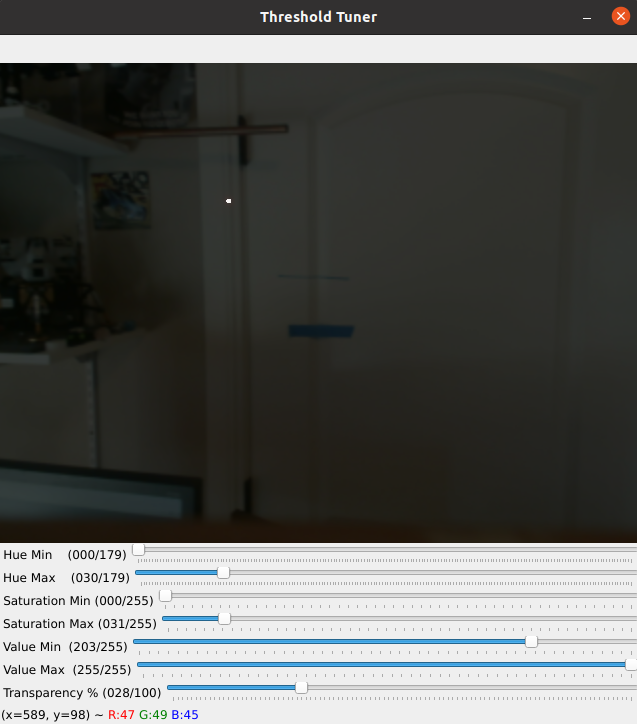 Threshold Tuner
Hue Min (000/179)
Hue Max (030/179)
Saturation Min (000/255)
Saturation Max (031/255)
Value Min (203/255)
Value Max (255/255)
Transparency % (028/100)
(x=589, y=98) ~ R:47 G:49 B:45